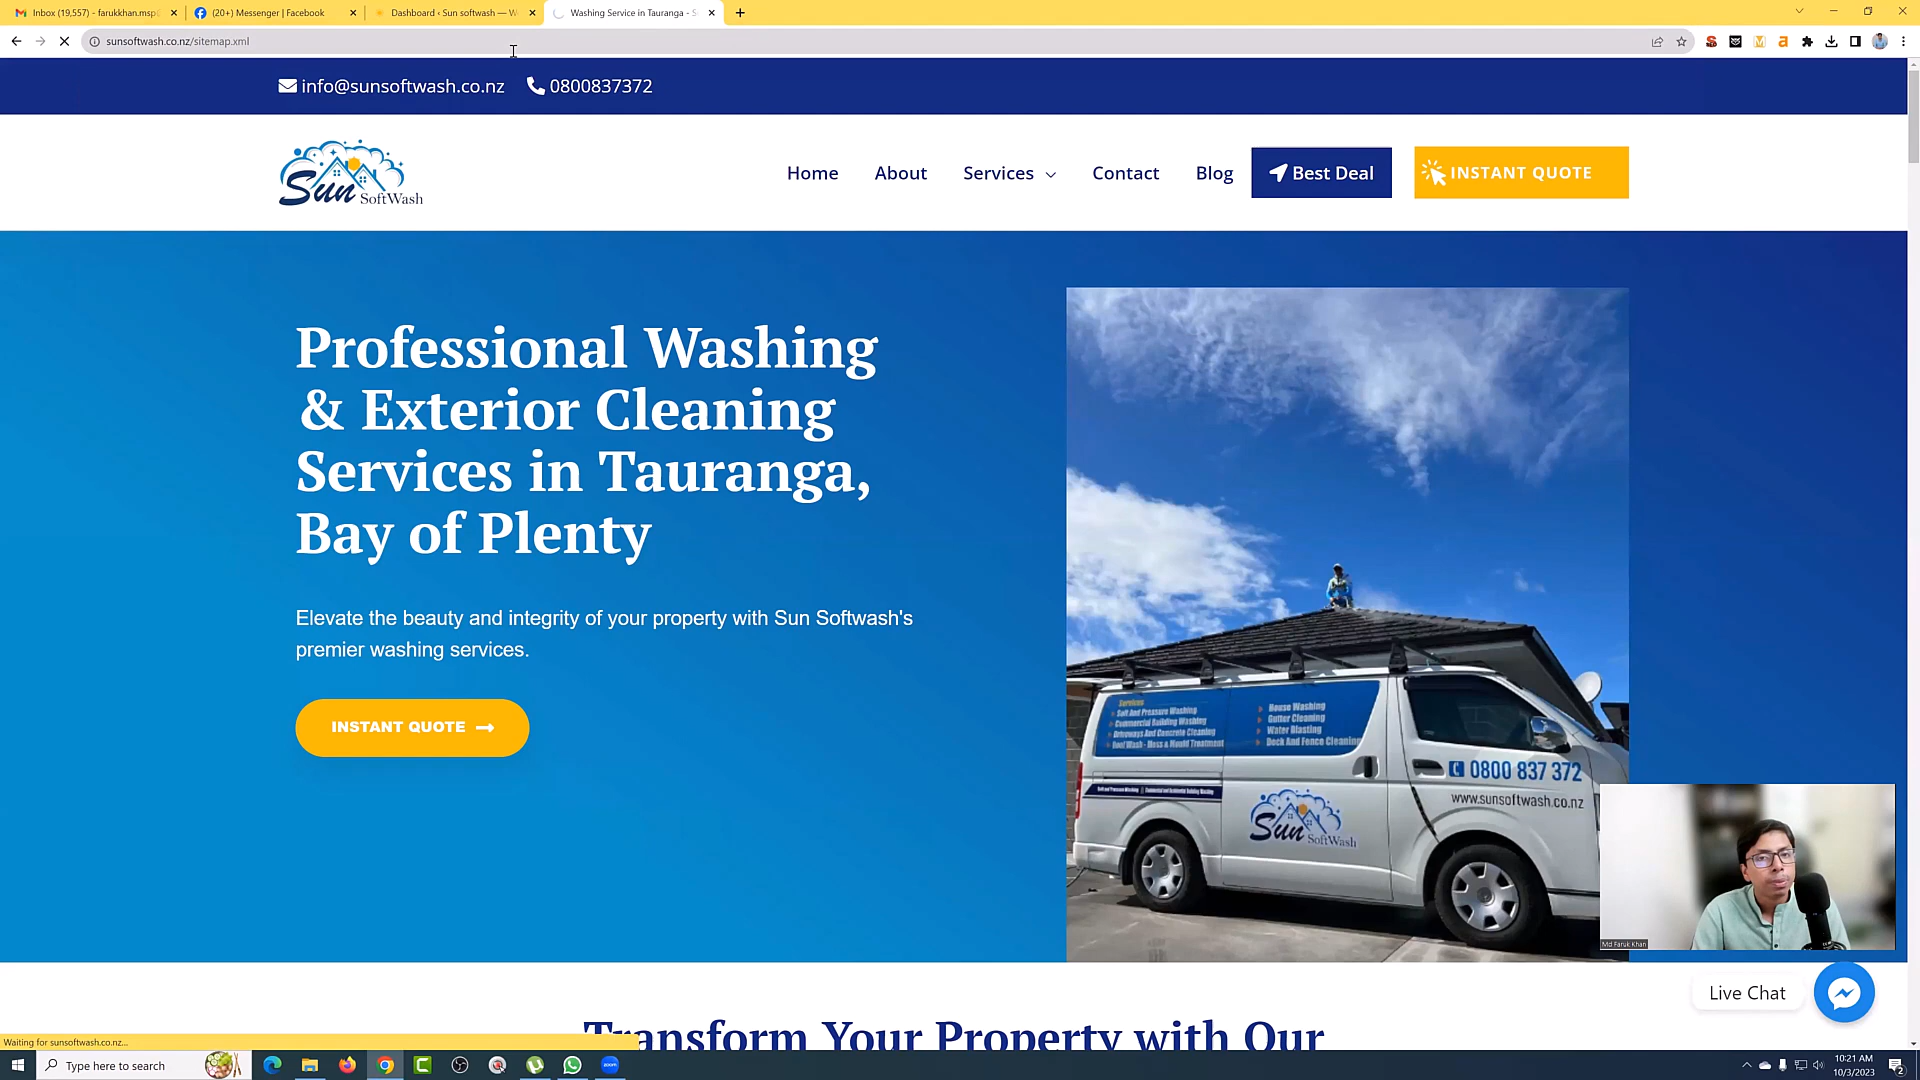 Inbox (19,557) - farukkhan.msp@
(20+) Messenger | Facebook
Dashboard ‹ Sun softwash — W
Washing Service in Tauranga - S
sunsoftwash.co.nz/sitemap.xml
info@sunsoftwash.co.nz
0800837372
Sun SoftWash
Home
About
Services
Contact
Blog
Best Deal
INSTANT QUOTE
Professional Washing
& Exterior Cleaning
Services in Tauranga,
Bay of Plenty
Elevate the beauty and integrity of your property with Sun Softwash's
premier washing services.
INSTANT QUOTE
Services
Soft And Pressure Washing
Commercial Building Washing
Driveways And Concrete Cleaning
Roof Wash - Moss & Mould Treatment
House Washing
Gutter Cleaning
Water Blasting
Deck And Fence Cleaning
0800 837 372
www.sunsoftwash.co.nz
Sun SoftWash
Md Faruk Khan
Live Chat
Transform Your Property with Our
Waiting for sunsoftwash.co.nz...
Type here to search
zoom
10:21 AM
10/3/2023
2